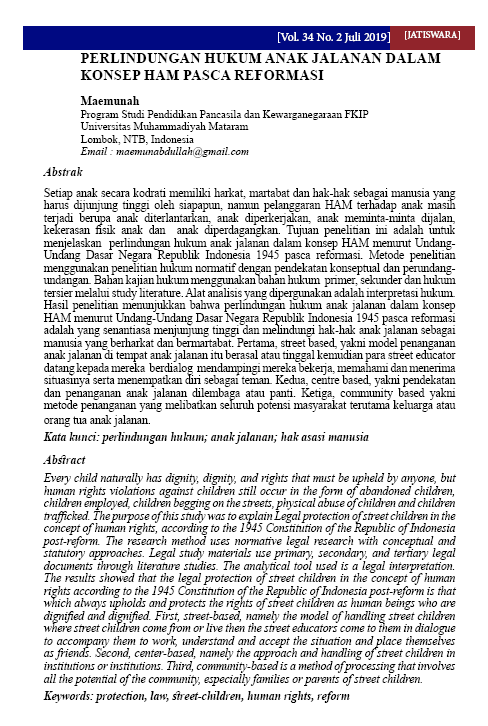 [Vol. 34 No. 2 Juli 2019] [JATISWARA]
PERLINDUNGAN HUKUM ANAK JALANAN DALAM
KONSEP HAM PASCA REFORMASI
Maemunah
Program Studi Pendidikan Pancasila dan Kewarganegaraan FKIP
Universitas Muhammadiyah Mataram
Lombok, NTB, Indonesia
Email : maemunabdullah@gmail.com
Abstrak
Setiap anak secara kodrati memiliki harkat, martabat dan hak-hak sebagai manusia yang
harus dijunjung tinggi oleh siapapun, namun pelanggaran HAM terhadap anak masih
terjadi berupa anak diterlantarkan, anak diperkerjakan, anak meminta-minta dijalan,
kekerasan fisik anak dan anak diperdagangkan. Tujuan penelitian ini adalah untuk
menjelaskan perlindungan hukum anak jalanan dalam konsep HAM menurut Undang-
Undang Dasar Negara Republik Indonesia 1945 pasca reformasi. Metode penelitian
menggunakan penelitian hukum normatif dengan pendekatan konseptual dan perundang-
undangan. Bahan kajian hukum menggunakan bahan hukum primer, sekunder dan hukum
tersier melalui study literature. Alat analisis yang dipergunakan adalah interpretasi hukum.
Hasil penelitian menunjukkan bahwa perlindungan hukum anak jalanan dalam konsep
HAM menurut Undang-Undang Dasar Negara Republik Indonesia 1945 pasca reformasi
adalah yang senantiasa menjunjung tinggi dan melindungi hak-hak anak jalanan sebagai
manusia yang berharkat dan bermartabat. Pertama, street based, yakni model penanganan
anak jalanan di tempat anak jalanan itu berasal atau tinggal kemudian para street educator
datang kepada mereka berdialog mendampingi mereka bekerja, memahami dan menerima
situasinya serta menempatkan diri sebagai teman. Kedua, centre based, yakni pendekatan
dan penanganan anak jalanan dilembaga atau panti. Ketiga, community based yakni
metode penanganan yang melibatkan seluruh potensi masyarakat terutama keluarga atau
orang tua anak jalanan.
Kata kunci: perlindungan hukum; anak jalanan; hak asasi manusia
Abstract
Every child naturally has dignity, dignity, and rights that must be upheld by anyone, but
human rights violations against children still occur in the form of abandoned children,
children employed, children begging on the streets, physical abuse of children and children
trafficked. The purpose of this study was to explain Legal protection of street children in the
concept of human rights, according to the 1945 Constitution of the Republic of Indonesia
post-reform. The research method uses normative legal research with conceptual and
statutory approaches. Legal study materials use primary, secondary, and tertiary legal
documents through literature studies. The analytical tool used is a legal interpretation.
The results showed that the legal protection of street children in the concept of human
rights according to the 1945 Constitution of the Republic of Indonesia post-reform is that
which always upholds and protects the rights of street children as human beings who are
dignified and dignified. First, street-based, namely the model of handling street children
where street children come from or live then the street educators come to them in dialogue
to accompany them to work, understand and accept the situation and place themselves
as friends. Second, center-based, namely the approach and handling of street children in
institutions or institutions. Third, community-based is a method of processing that involves
all the potential of the community, especially families or parents of street children.
Keywords: protection, law, street-children, human rights, reform